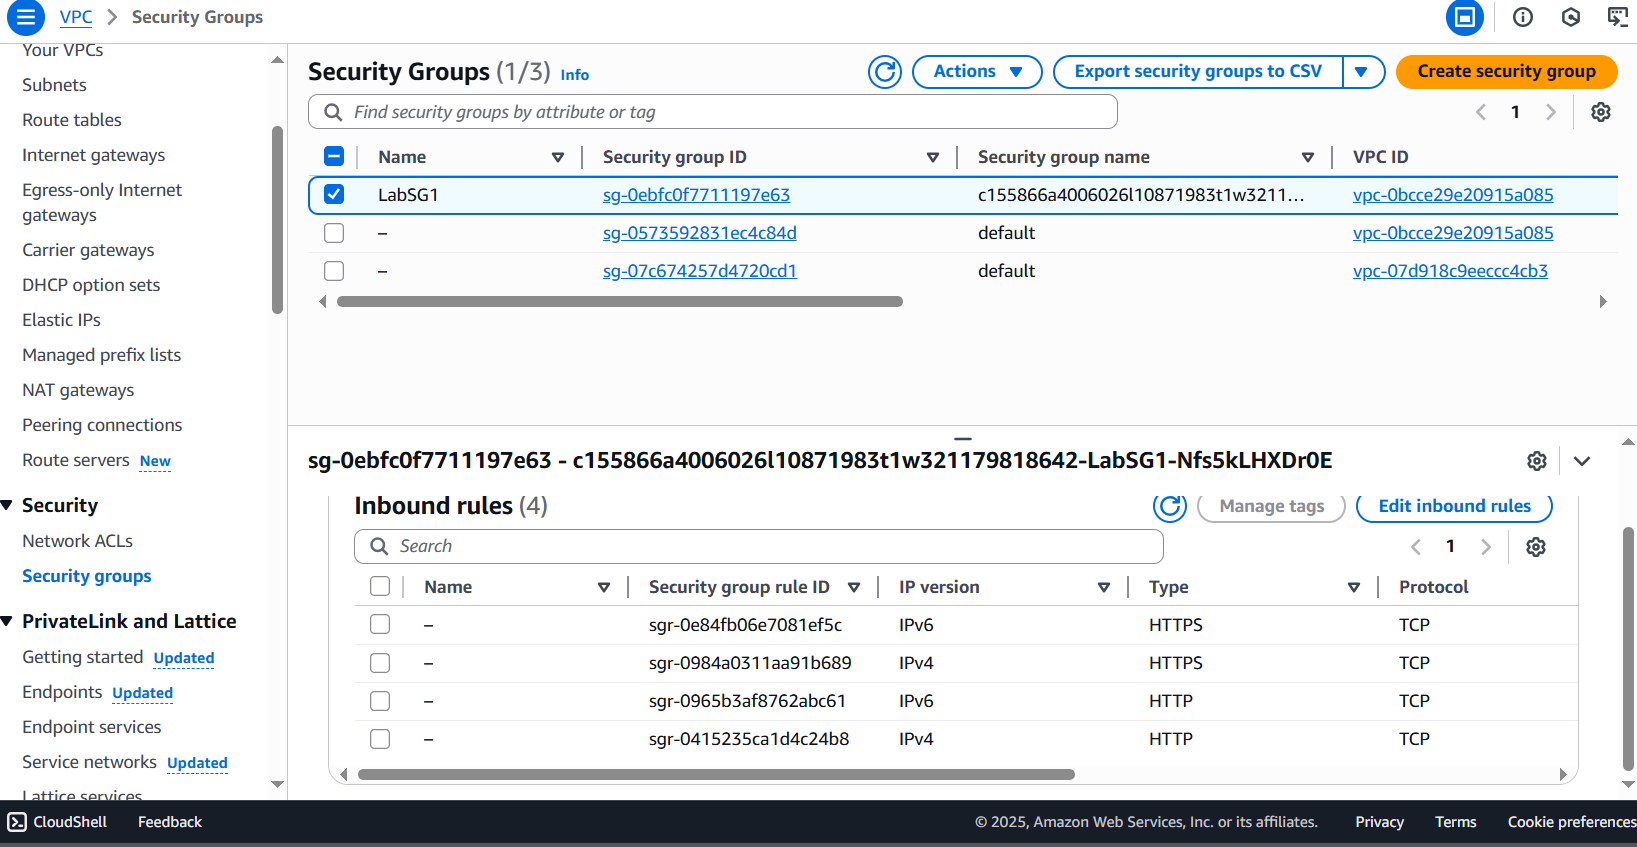 VPC > Security Groups
Your VPCs
Subnets
Route tables
Internet gateways
Egress-only Internet
gateways
Carrier gateways
DHCP option sets
Elastic IPs
Managed prefix lists
NAT gateways
Peering connections
Route servers New
Security
Network ACLs
Security groups
PrivateLink and Lattice
Getting started Updated
Endpoints Updated
Endpoint services
Service networks Updated
Lattice services
Security Groups (1/3) Info
Actions
Export security groups to CSV
Create security group
Find security groups by attribute or tag
1
Name Security group ID Security group name VPC ID
LabSG1 sg-0ebfc0f7711197e63 c155866a4006026l10871983t1w3211... vpc-0bcce29e20915a085
– sg-0573592831ec4c84d default vpc-0bcce29e20915a085
– sg-07c674257d4720cd1 default vpc-07d918c9eeccc4cb3
sg-0ebfc0f7711197e63 - c155866a4006026l10871983t1w321179818642-LabSG1-Nfs5kLHXDr0E
Inbound rules (4)
Manage tags
Edit inbound rules
Search
1
Name Security group rule ID IP version Type Protocol
– sgr-0e84fb06e7081ef5c IPv6 HTTPS TCP
– sgr-0984a0311aa91b689 IPv4 HTTPS TCP
– sgr-0965b3af8762abc61 IPv6 HTTP TCP
– sgr-0415235ca1d4c24b8 IPv4 HTTP TCP
CloudShell Feedback © 2025, Amazon Web Services, Inc. or its affiliates. Privacy Terms Cookie preferences